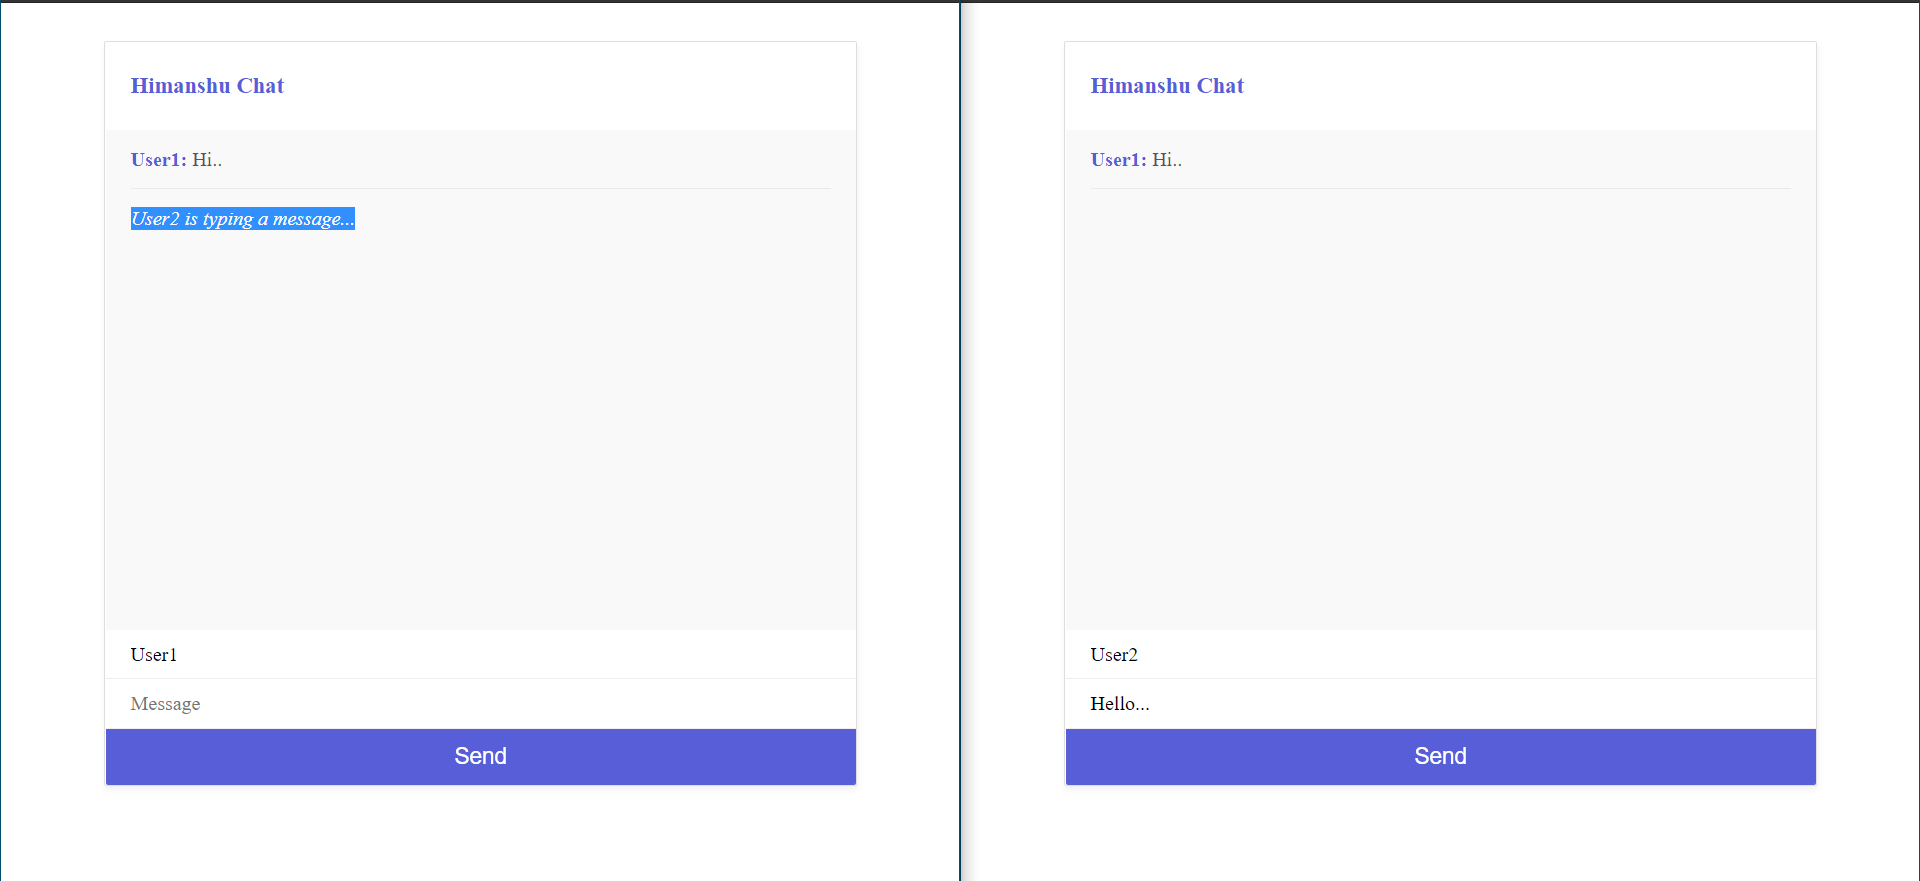 Himanshu Chat
User1: Hi..
User2 is typing a message...
User1
Message
Send
Himanshu Chat
User1: Hi..
User2
Hello...
Send